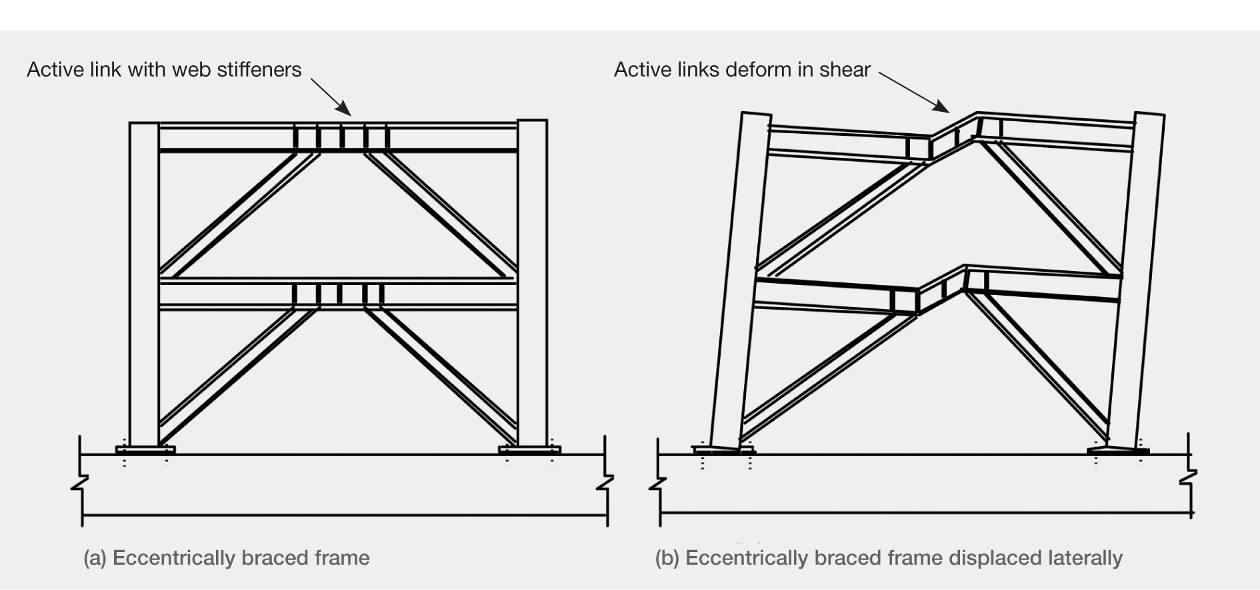 Active link with web stiffeners
Active links deform in shear
(a) Eccentrically braced frame
(b) Eccentrically braced frame displaced laterally